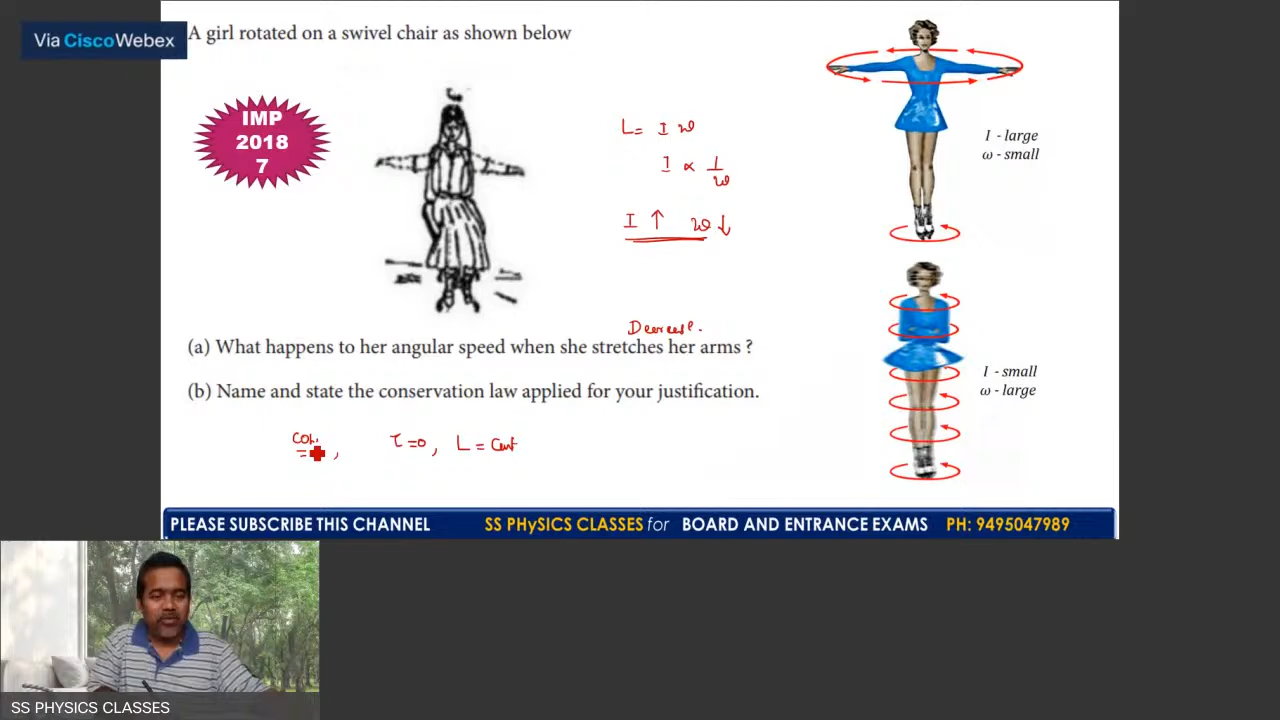 A girl rotated on a swivel chair as shown below
Via CiscoWebex
IMP
2018
7
L = I ω
I ∝ 1/ω
I ↑ ω ↓
I - large
ω - small
I - small
ω - large
Decrease.
(a) What happens to her angular speed when she stretches her arms ?
(b) Name and state the conservation law applied for your justification.
τ = 0, L = Const
PLEASE SUBSCRIBE THIS CHANNEL SS PHySICS CLASSES for BOARD AND ENTRANCE EXAMS PH: 9495047989
SS PHYSICS CLASSES